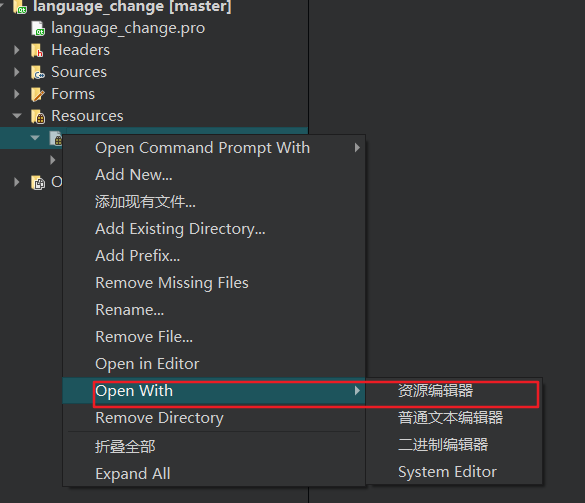 language_change [master]
language_change.pro
Headers
Sources
Forms
Resources
Open Command Prompt With
Add New...
添加现有文件...
O
Add Existing Directory...
Add Prefix...
Remove Missing Files
Rename...
Remove File...
Open in Editor
Open With
资源编辑器
Remove Directory
普通文本编辑器
折叠全部
二进制编辑器
Expand All
System Editor